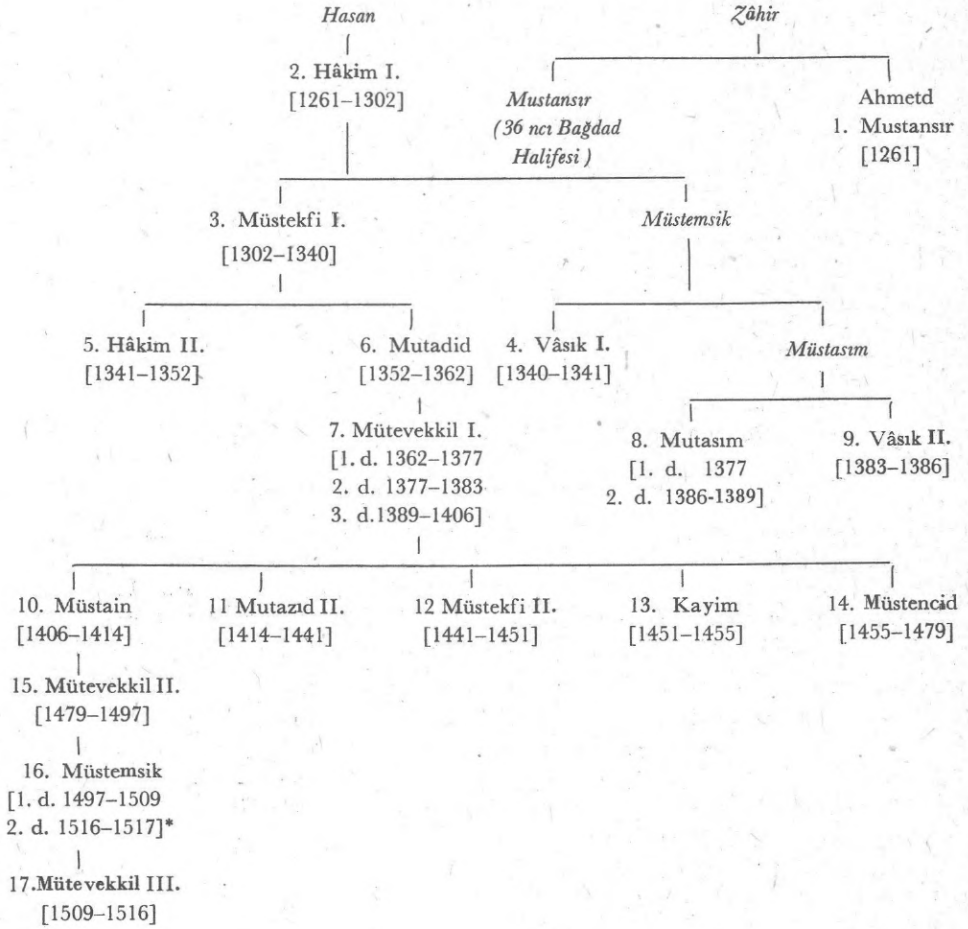 Hasan
Zâhir
2. Hâkim I.
[1261–1302]
Mustansır
(36 ncı Bağdad
Halifesi )
Ahmetd
1. Mustansır
[1261]
3. Müstekfi I.
[1302–1340]
Müstemsik
5. Hâkim II.
[1341–1352]
6. Mutadid
[1352–1362]
4. Vâsık I.
[1340–1341]
Müstasım
7. Mütevekkil I.
[1. d. 1362–1377
2. d. 1377–1383
3. d.1389–1406]
8. Mutasım
[1. d. 1377
2. d. 1386-1389]
9. Vâsık II.
[1383–1386]
10. Müstain
[1406–1414]
11 Mutazıd II.
[1414–1441]
12 Müstekfi II.
[1441–1451]
13. Kayim
[1451–1455]
14. Müstencid
[1455–1479]
15. Mütevekkil II.
[1479–1497]
16. Müstemsik
[1. d. 1497–1509
2. d. 1516–1517]*
17.Mütevekkil III.
[1509–1516]